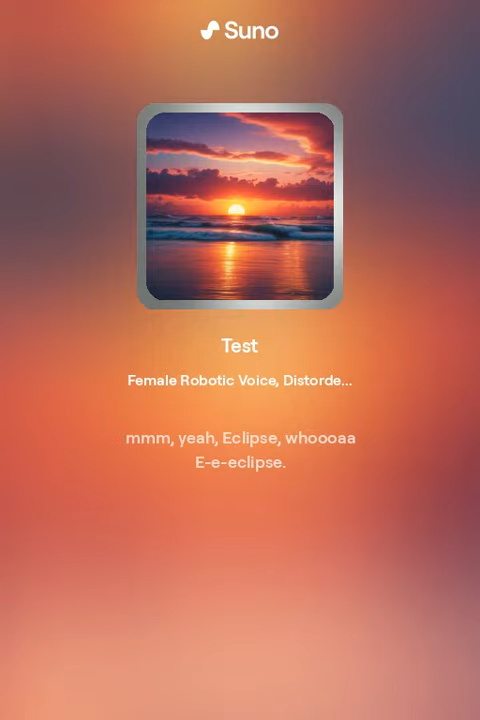 Suno
Test
Female Robotic Voice, Distorde...
mmm, yeah, Eclipse, whoooaa
E-e-eclipse.